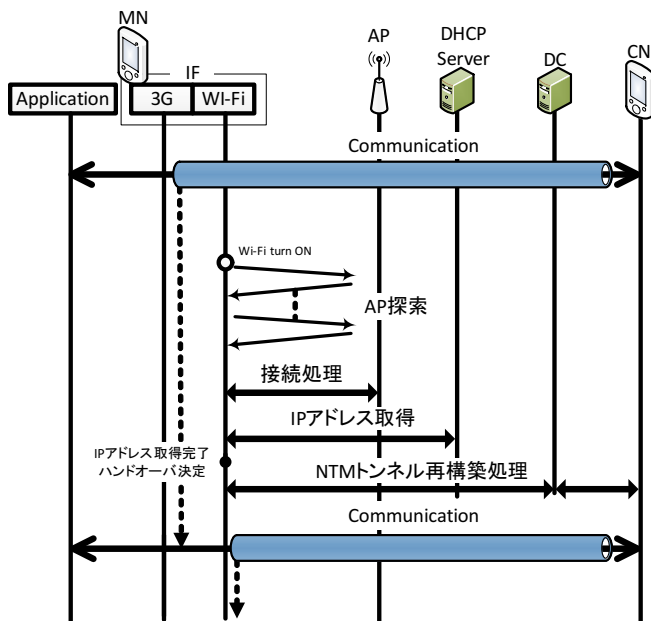 MN
AP
DHCP
Server
DC
CN
IF
Application
3G
WI-Fi
Communication
Wi-Fi turn ON
AP探索
接続処理
IPアドレス取得
IPアドレス取得完了
ハンドオーバ決定
NTMトンネル再構築処理
Communication